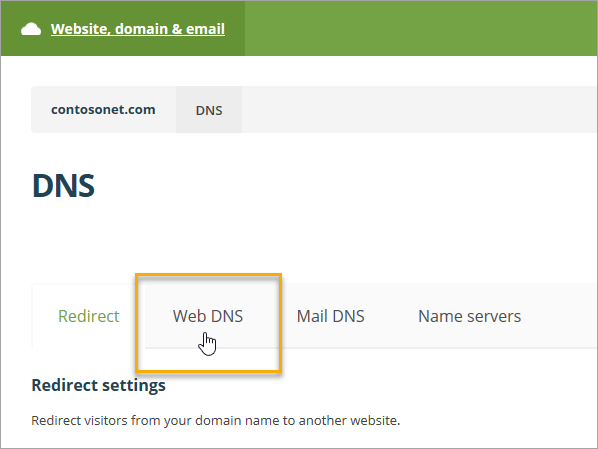 Website, domain & email
contosonet.com DNS
DNS
Redirect Web DNS Mail DNS Name servers
Redirect settings
Redirect visitors from your domain name to another website.